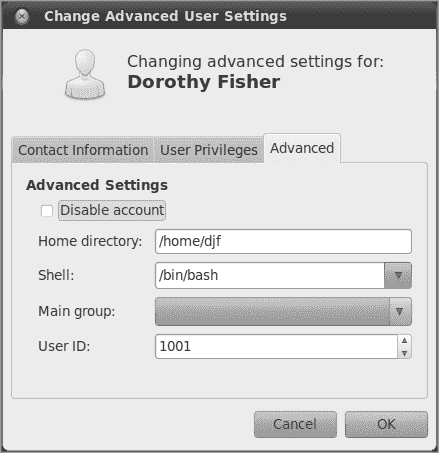 Change Advanced User Settings
Changing advanced settings for:
Dorothy Fisher
Contact Information User Privileges Advanced
Advanced Settings
Disable account
Home directory: /home/djf
Shell: /bin/bash
Main group:
User ID: 1001
Cancel OK